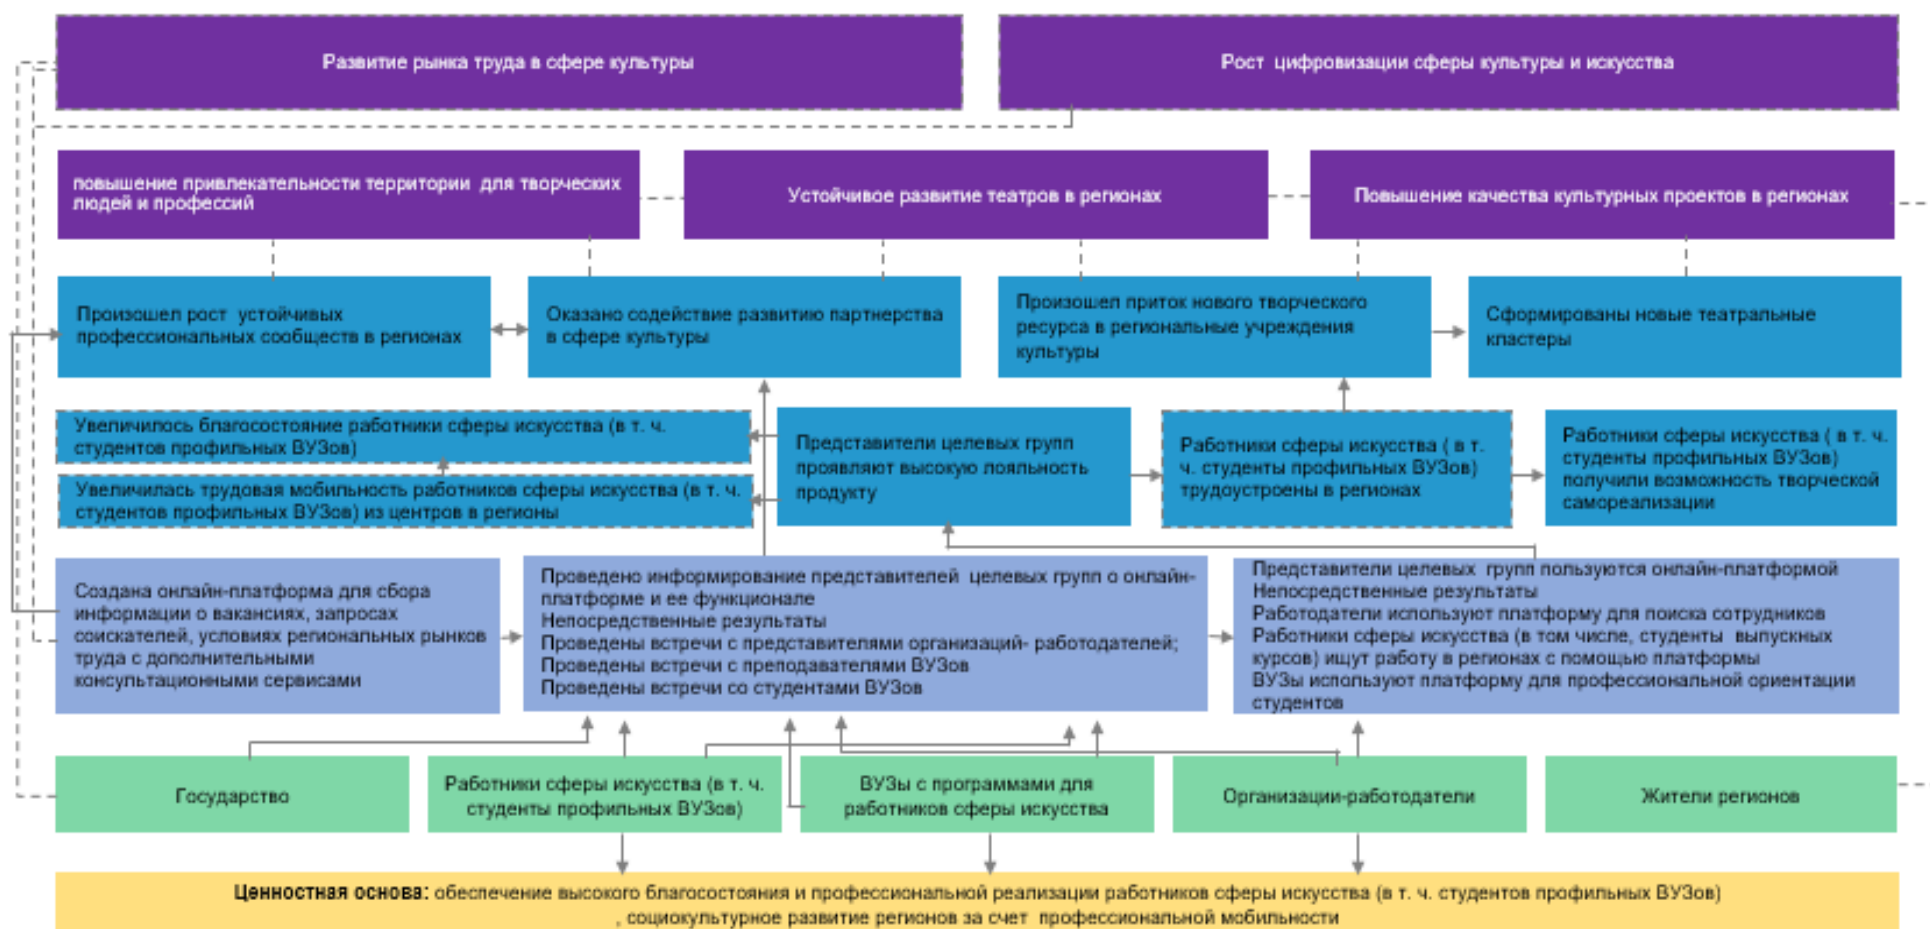 Развитие рынка труда в сфере культуры
Рост цифровизации сферы культуры и искусства
повышение привлекательности территории для творческих
людей и профессий
Устойчивое развитие театров в регионах
Повышение качества культурных проектов в регионах
Произошел рост устойчивых
профессиональных сообществ в регионах
Оказано содействие развитию партнерства
в сфере культуры
Произошел приток нового творческого
ресурса в региональные учреждения
культуры
Сформированы новые театральные
кластеры
Увеличилось благосостояние работники сферы искусства (в т. ч.
студентов профильных ВУЗов)
Увеличилась трудовая мобильность работников сферы искусства (в т. ч.
студентов профильных ВУЗов) из центров в регионы
Представители целевых групп
проявляют высокую лояльность
продукту
Работники сферы искусства ( в т.
ч. студенты профильных ВУЗов)
трудоустроены в регионах
Работники сферы искусства ( в т. ч.
студенты профильных ВУЗов)
получили возможность творческой
самореализации
Создана онлайн-платформа для сбора
информации о вакансиях, запросах
соискателей, условиях региональных рынков
труда с дополнительными
консультационными сервисами
Проведено информирование представителей целевых групп о онлайн-
платформе и ее функционале
Непосредственные результаты
Проведены встречи с представителями организаций- работодателей;
Проведены встречи с преподавателями ВУЗов
Проведены встречи со студентами ВУЗов
Представители целевых групп пользуются онлайн-платформой
Непосредственные результаты
Работодатели используют платформу для поиска сотрудников
Работники сферы искусства (в том числе, студенты выпускных
курсов) ищут работу в регионах с помощью платформы
ВУЗы используют платформу для профессиональной ориентации
студентов
Государство
Работники сферы искусства (в т. ч.
студенты профильных ВУЗов)
ВУЗы с программами для
работников сферы искусства
Организации-работодатели
Жители регионов
Ценностная основа: обеспечение высокого благосостояния и профессиональной реализации работников сферы искусства (в т. ч. студентов профильных ВУЗов)
, социокультурное развитие регионов за счет профессиональной мобильности